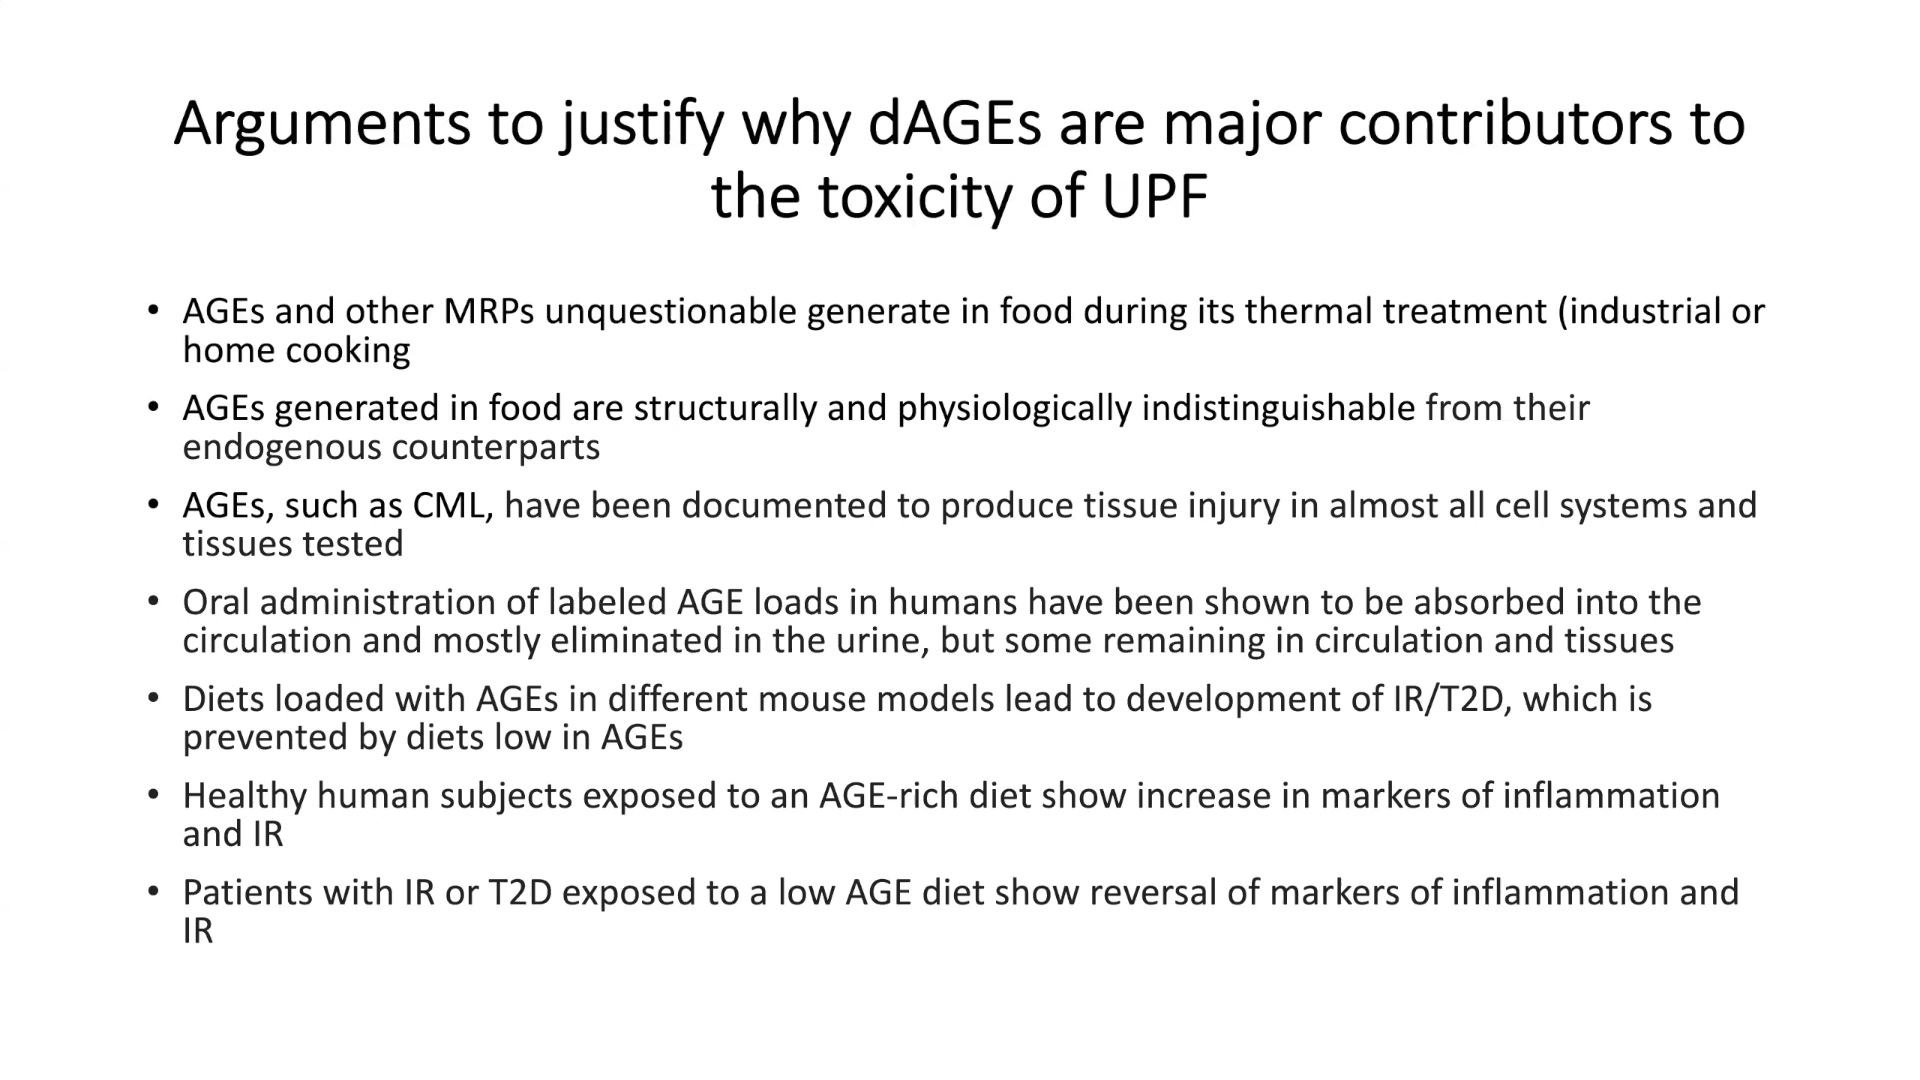 Arguments to justify why dAGEs are major contributors to
the toxicity of UPF
• AGEs and other MRPs unquestionable generate in food during its thermal treatment (industrial or
home cooking
• AGEs generated in food are structurally and physiologically indistinguishable from their
endogenous counterparts
• AGEs, such as CML, have been documented to produce tissue injury in almost all cell systems and
tissues tested
• Oral administration of labeled AGE loads in humans have been shown to be absorbed into the
circulation and mostly eliminated in the urine, but some remaining in circulation and tissues
• Diets loaded with AGEs in different mouse models lead to development of IR/T2D, which is
prevented by diets low in AGEs
• Healthy human subjects exposed to an AGE-rich diet show increase in markers of inflammation
and IR
• Patients with IR or T2D exposed to a low AGE diet show reversal of markers of inflammation and
IR